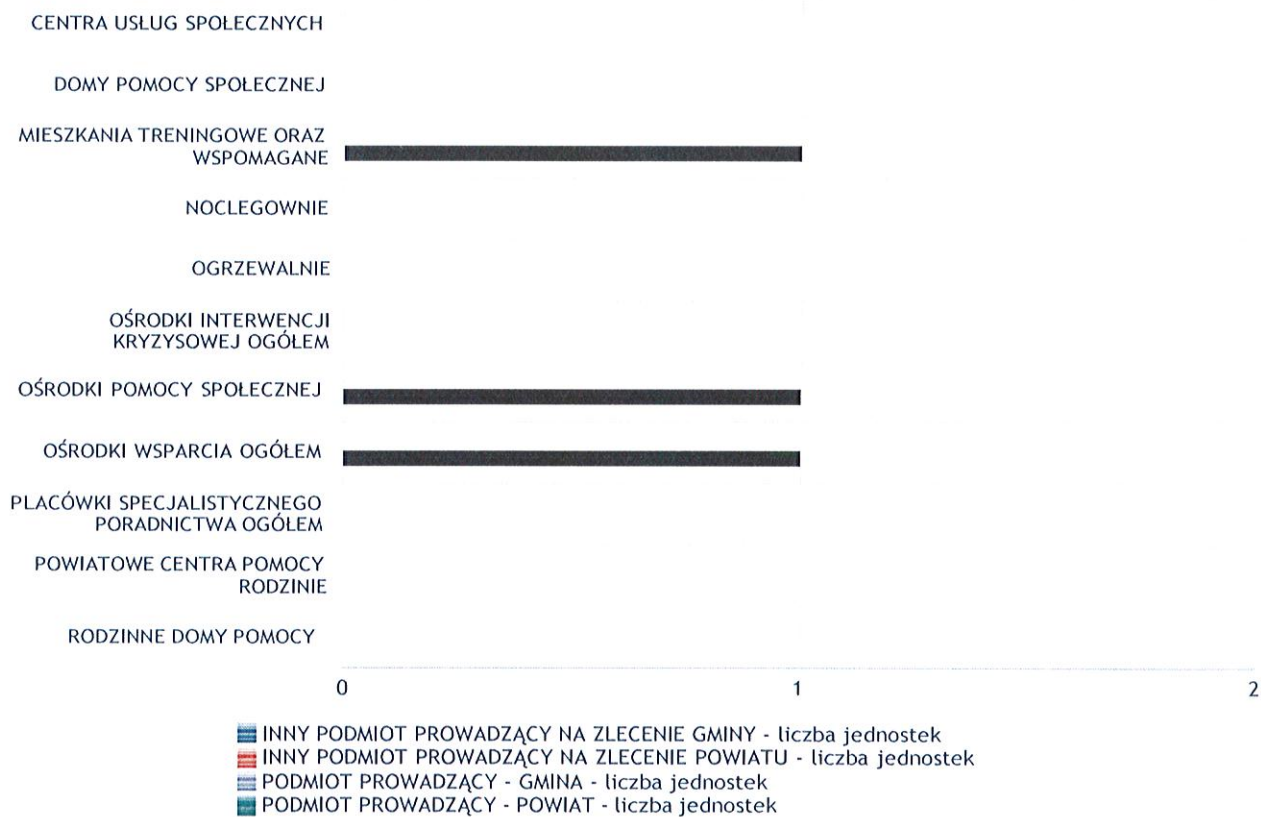 CENTRA USŁUG SPOŁECZNYCH
DOMY POMOCY SPOŁECZNEJ
MIESZKANIA TRENINGOWE ORAZ
WSPOMAGANE
NOCLEGOWNIE
OGRZEWALNIE
OŚRODKI INTERWENCJI
KRYZYSOWEJ OGÓŁEM
OŚRODKI POMOCY SPOŁECZNEJ
OŚRODKI WSPARCIA OGÓŁEM
PLACÓWKI SPECJALISTYCZNEGO
PORADNICTWA OGÓŁEM
POWIATOWE CENTRA POMOCY
RODZINIE
RODZINNE DOMY POMOCY
0 1 2
INNY PODMIOT PROWADZĄCY NA ZLECENIE GMINY - liczba jednostek
INNY PODMIOT PROWADZĄCY NA ZLECENIE POWIATU - liczba jednostek
PODMIOT PROWADZĄCY - GMINA - liczba jednostek
PODMIOT PROWADZĄCY - POWIAT - liczba jednostek